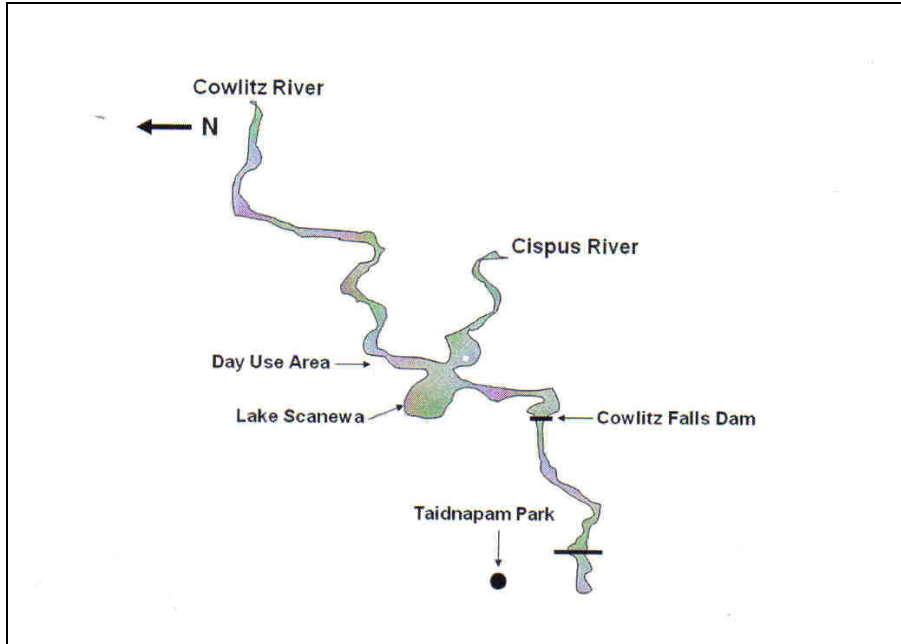 Cowlitz River
N
Cispus River
Day Use Area
Lake Scanewa
Cowlitz Falls Dam
Taidnapam Park